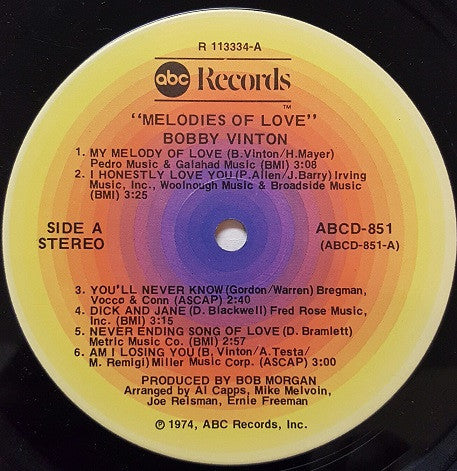 R 113334-A
abc Records
TM
"MELODIES OF LOVE"
BOBBY VINTON
1. MY MELODY OF LOVE (B.Vinton/H.Mayer)
Pedro Music & Galahad Music (BMI) 3:08
2. I HONESTLY LOVE YOU (P.Allen/J.Barry) Irving
Music, Inc., Woolnough Music & Broadside Music
(BMI) 3:25
SIDE A
STEREO
ABCD-851
(ABCD-851-A)
3. YOU'LL NEVER KNOW (Gordon/Warren) Bregman,
Vocco & Conn (ASCAP) 2:40
4. DICK AND JANE (D. Blackwell) Fred Rose Music,
Inc. (BMI) 3:15
5. NEVER ENDING SONG OF LOVE (D. Bramlett)
Metric Music Co. (BMI) 2:57
6. AM I LOSING YOU (B. Vinton/A. Testa/
M. Remigi) Miller Music Corp. (ASCAP) 3:00
PRODUCED BY BOB MORGAN
Arranged by Al Capps, Mike Melvoin,
Joe Reisman, Ernie Freeman
℗ 1974, ABC Records, Inc.